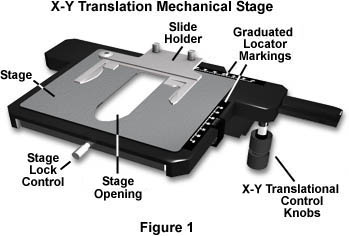 X-Y Translation Mechanical Stage
Slide
Holder
Graduated
Locator
Markings
Stage
Stage
Lock
Control
Stage
Opening
X-Y Translational
Control
Knobs
Figure 1